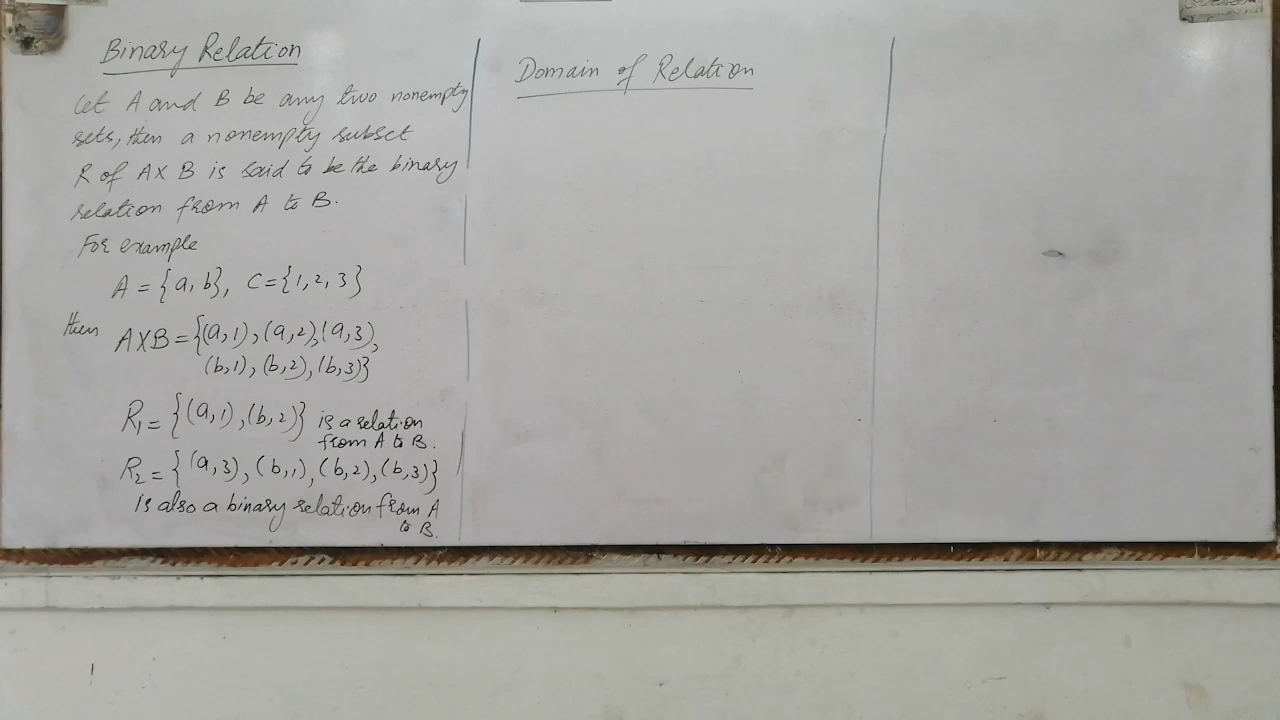 Binary Relation
Let A and B be any two nonempty
sets, then a nonempty subset
R of A X B is said to be the binary
relation from A to B.
For example
A = {a, b}, C = {1, 2, 3}
then A X B = {(a,1), (a,2), (a,3),
(b,1), (b,2), (b,3)}
R₁ = {(a,1), (b,2)} is a relation
from A to B.
R₂ = {(a,3), (b,1), (b,2), (b,3)}
is also a binary relation from A
to B.
Domain of Relation